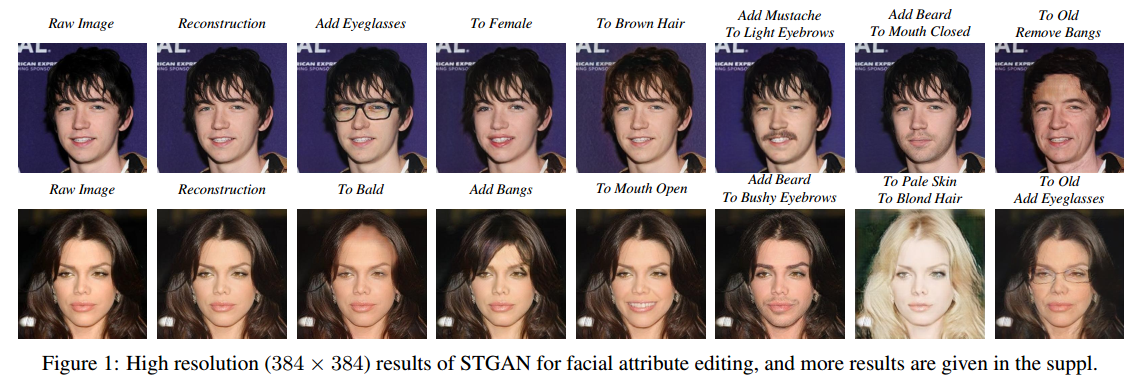 Raw Image
Reconstruction
Add Eyeglasses
To Female
To Brown Hair
Add Mustache
To Light Eyebrows
Add Beard
To Mouth Closed
To Old
Remove Bangs
Raw Image
Reconstruction
To Bald
Add Bangs
To Mouth Open
Add Beard
To Bushy Eyebrows
To Pale Skin
To Blond Hair
To Old
Add Eyeglasses
Figure 1: High resolution (384 × 384) results of STGAN for facial attribute editing, and more results are given in the suppl.